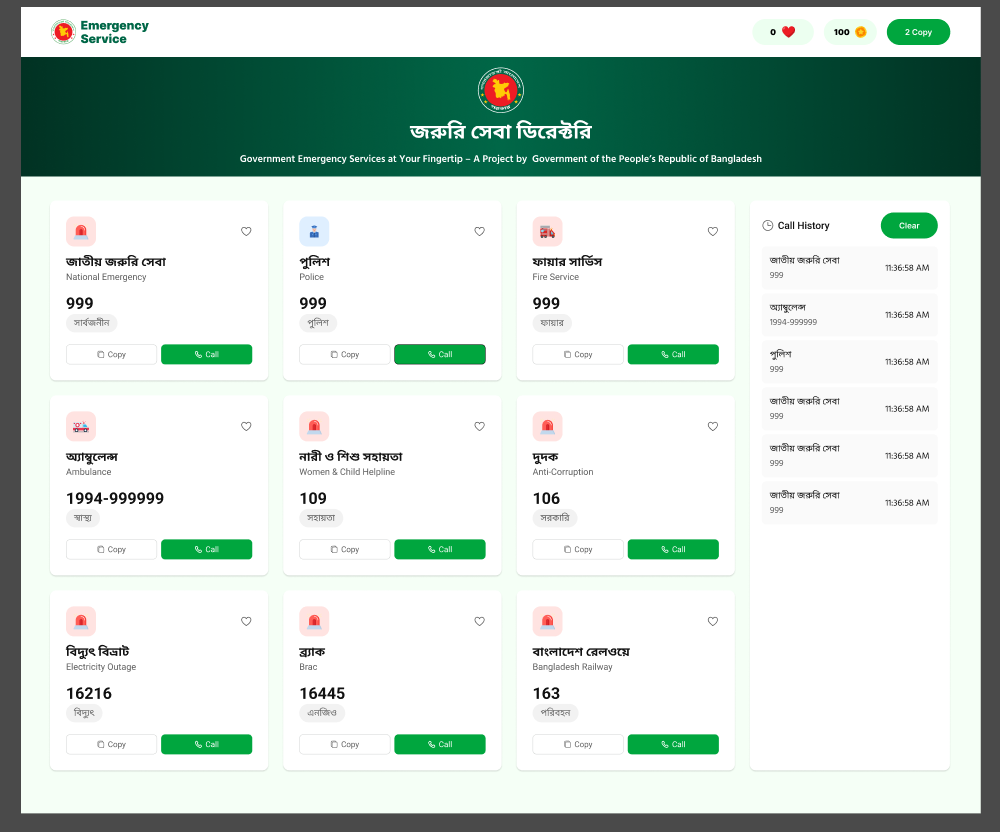 Emergency
Service
0
100
2 Copy
জরুরি সেবা ডিরেক্টরি
Government Emergency Services at Your Fingertip – A Project by Government of the People's Republic of Bangladesh
জাতীয় জরুরি সেবা
National Emergency
999
সার্বজনীন
Copy
Call
পুলিশ
Police
999
পুলিশ
Copy
Call
ফায়ার সার্ভিস
Fire Service
999
ফায়ার
Copy
Call
অ্যাম্বুলেন্স
Ambulance
1994-999999
স্বাস্থ্য
Copy
Call
নারী ও শিশু সহায়তা
Women & Child Helpline
109
সহায়তা
Copy
Call
দুদক
Anti-Corruption
106
সরকারি
Copy
Call
বিদ্যুৎ বিভ্রাট
Electricity Outage
16216
বিদ্যুৎ
Copy
Call
ব্র্যাক
Brac
16445
এনজিও
Copy
Call
বাংলাদেশ রেলওয়ে
Bangladesh Railway
163
পরিবহন
Copy
Call
Call History
Clear
জাতীয় জরুরি সেবা
999
11:36:58 AM
অ্যাম্বুলেন্স
1994-999999
11:36:58 AM
পুলিশ
999
11:36:58 AM
জাতীয় জরুরি সেবা
999
11:36:58 AM
জাতীয় জরুরি সেবা
999
11:36:58 AM
জাতীয় জরুরি সেবা
999
11:36:58 AM